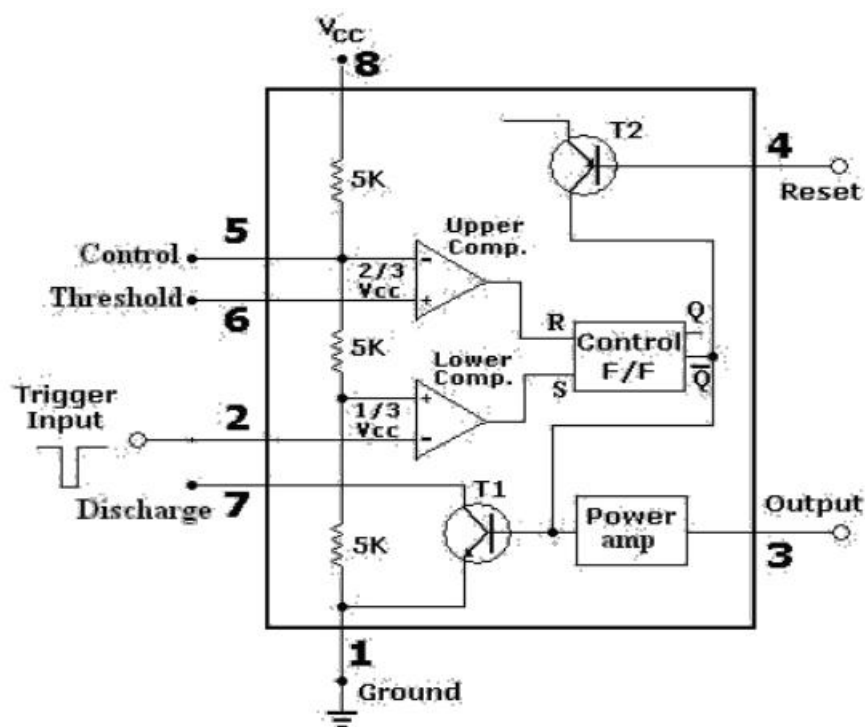 VCC
8
T2
4
Reset
5K
5
Control
Upper
Comp.
2/3
Vcc
Threshold
6
R
Q
Control
F/F
Q̅
S
5K
Lower
Comp.
Trigger
Input
2
1/3
Vcc
Discharge
7
T1
Power
amp
Output
3
5K
1
Ground